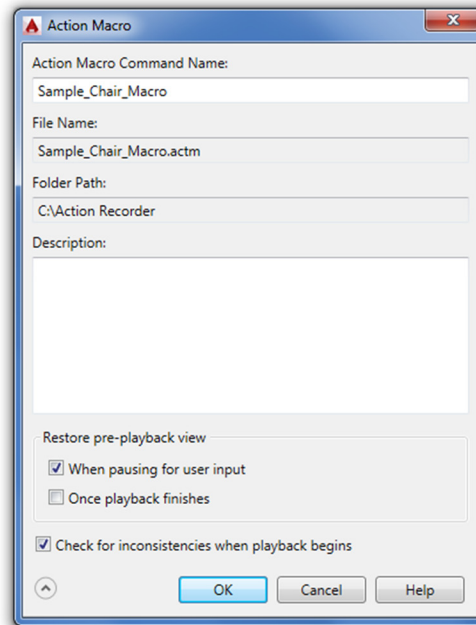 Action Macro
Action Macro Command Name:
Sample_Chair_Macro
File Name:
Sample_Chair_Macro.actm
Folder Path:
C:\Action Recorder
Description:
Restore pre-playback view
When pausing for user input
Once playback finishes
Check for inconsistencies when playback begins
OK Cancel Help